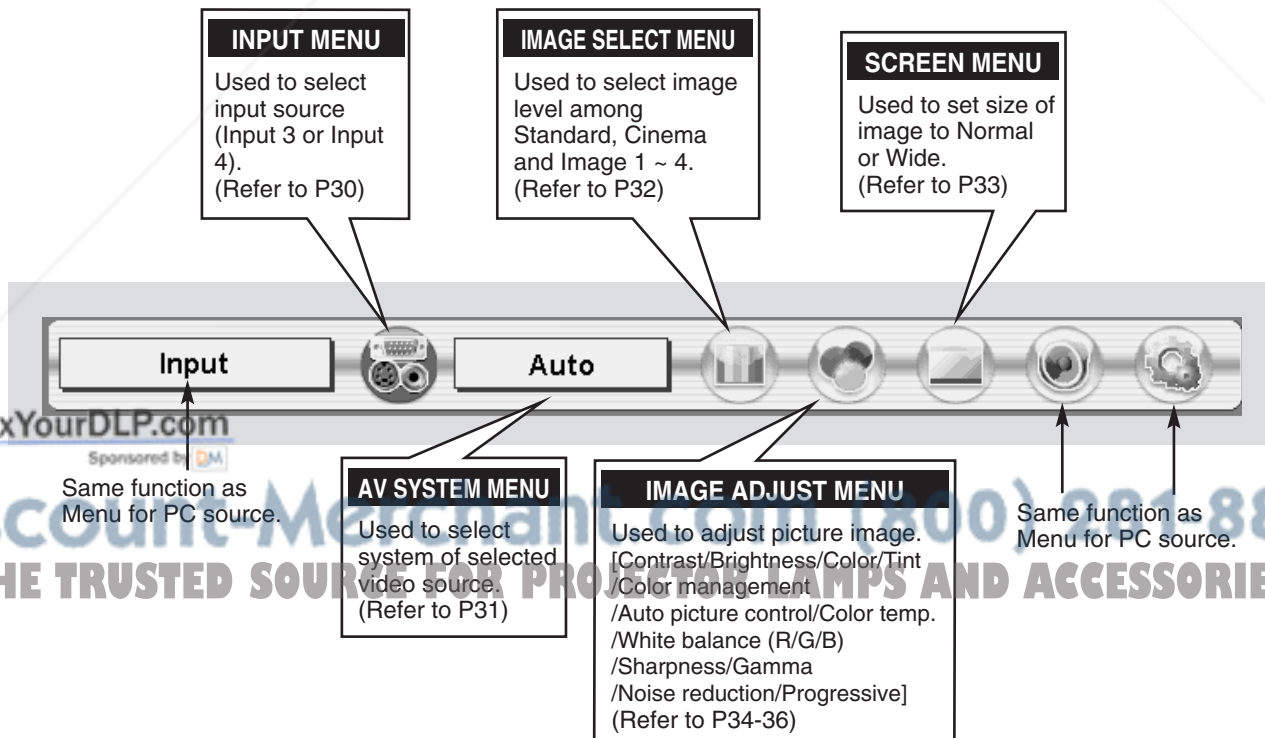 INPUT MENU
Used to select
input source
(Input 3 or Input
4).
(Refer to P30)
IMAGE SELECT MENU
Used to select image
level among
Standard, Cinema
and Image 1 ~ 4.
(Refer to P32)
SCREEN MENU
Used to set size of
image to Normal
or Wide.
(Refer to P33)
Input
Auto
xYourDLP.com
Sponsored by DM
Same function as
Menu for PC source.
AV SYSTEM MENU
Used to select
system of selected
video source.
(Refer to P31)
IMAGE ADJUST MENU
Used to adjust picture image.
[Contrast/Brightness/Color/Tint
/Color management
/Auto picture control/Color temp.
/White balance (R/G/B)
/Sharpness/Gamma
/Noise reduction/Progressive]
(Refer to P34-36)
Same function as
Menu for PC source.
scount-Merchant.com (800) 281-88
HE TRUSTED SOURCE FOR PROJECTOR LAMPS AND ACCESSORIE